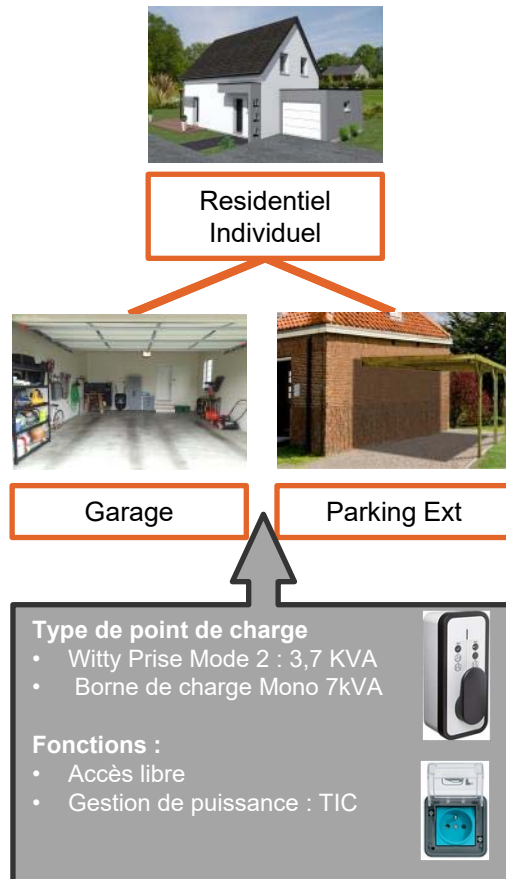 Residentiel
Individuel
Garage
Parking Ext
Type de point de charge
• Witty Prise Mode 2 : 3,7 KVA
• Borne de charge Mono 7kVA
Fonctions :
• Accès libre
• Gestion de puissance : TIC